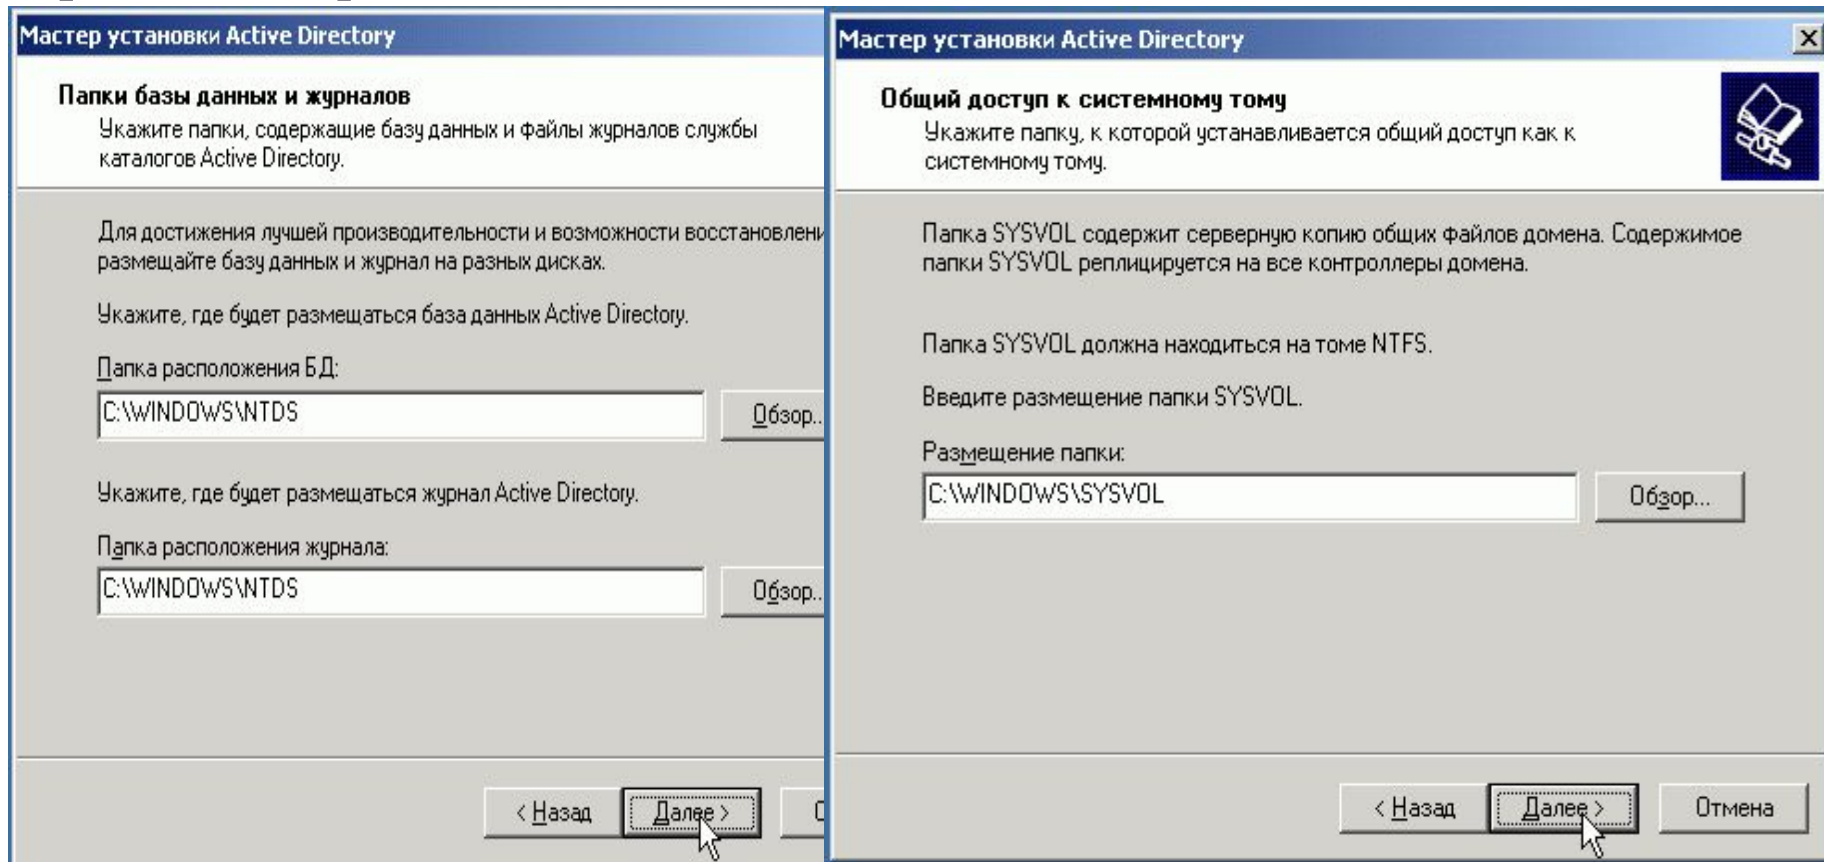 Мастер установки Active Directory
Папки базы данных и журналов
Укажите папки, содержащие базу данных и файлы журналов службы
каталогов Active Directory.
Для достижения лучшей производительности и возможности восстановлени
размещайте базу данных и журнал на разных дисках.
Укажите, где будет размещаться база данных Active Directory.
Папка расположения БД:
C:\WINDOWS\NTDS
Обзор..
Укажите, где будет размещаться журнал Active Directory.
Папка расположения журнала:
C:\WINDOWS\NTDS
Обзор..
< Назад
Далее >
Мастер установки Active Directory
Общий доступ к системному тому
Укажите папку, к которой устанавливается общий доступ как к
системному тому.
Папка SYSVOL содержит серверную копию общих файлов домена. Содержимое
папки SYSVOL реплицируется на все контроллеры домена.
Папка SYSVOL должна находиться на томе NTFS.
Введите размещение папки SYSVOL.
Размещение папки:
C:\WINDOWS\SYSVOL
Обзор...
< Назад
Далее >
Отмена